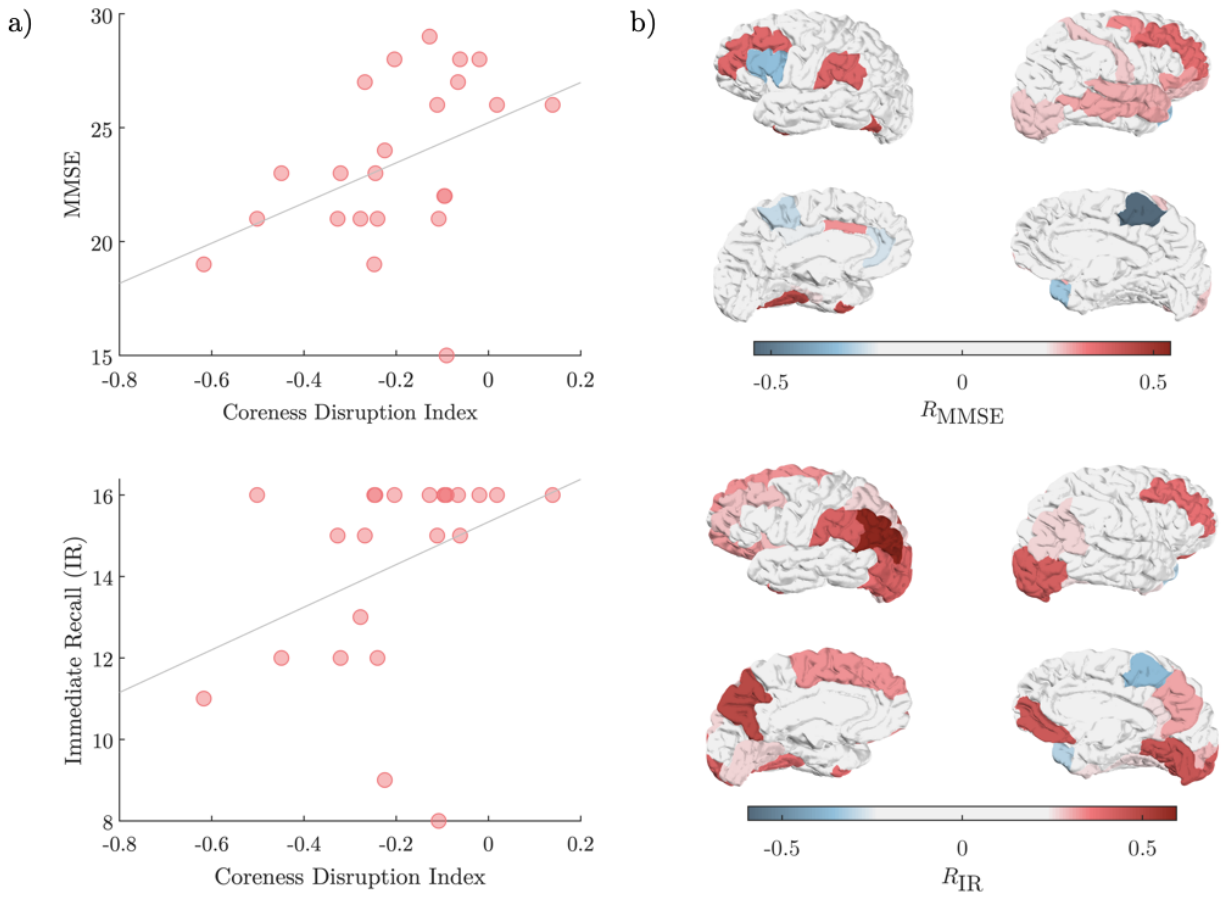 a)
30
25
20
15
MMSE
-0.8 -0.6 -0.4 -0.2 0 0.2
Coreness Disruption Index
b)
-0.5 0 0.5
R_MMSE
16
14
12
10
8
Immediate Recall (IR)
-0.8 -0.6 -0.4 -0.2 0 0.2
Coreness Disruption Index
-0.5 0 0.5
R_IR